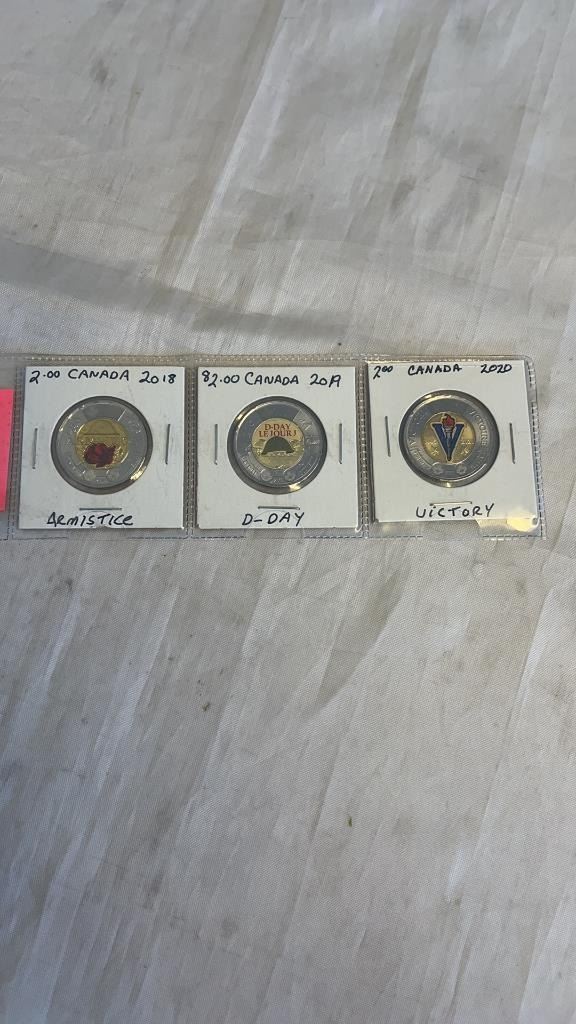 2.00 CANADA 2018
ARMISTICE
$2.00 CANADA 2019
D-DAY
LE JOUR J
D-DAY
2.00 CANADA 2020
VICTORY